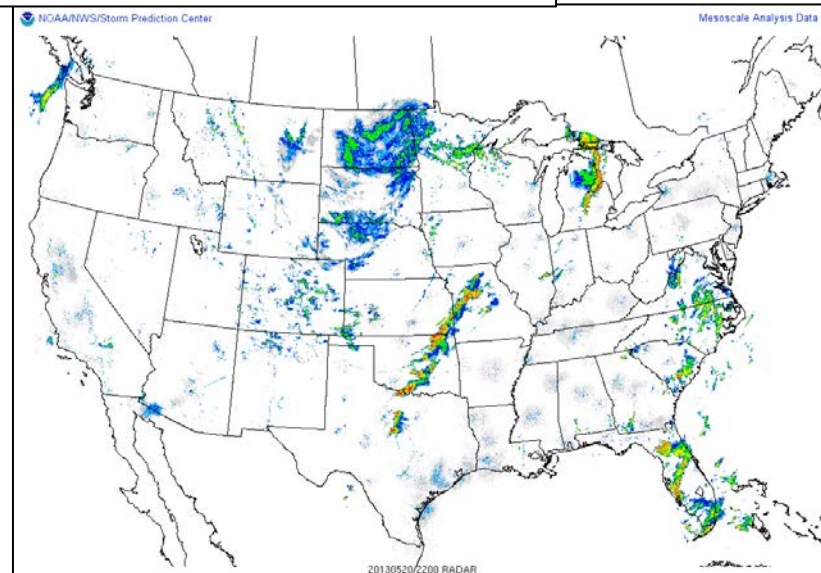 NOAA/NWS/Storm Prediction Center
Mesoscale Analysis Data
20130520/2200 RADAR